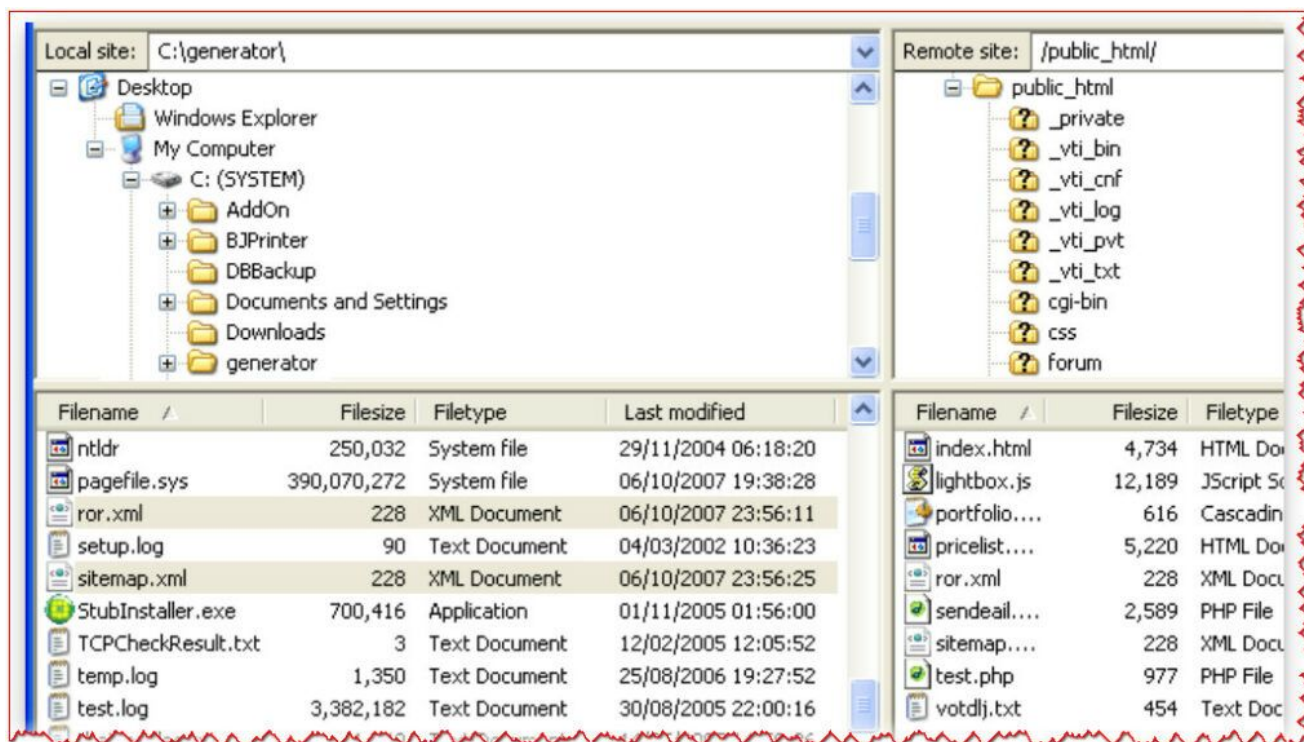 Local site: C:\generator\
Desktop
Windows Explorer
My Computer
C: (SYSTEM)
AddOn
BJPrinter
DBBackup
Documents and Settings
Downloads
generator
Filename Filesize Filetype Last modified
ntldr 250,032 System file 29/11/2004 06:18:20
pagefile.sys 390,070,272 System file 06/10/2007 19:38:28
ror.xml 228 XML Document 06/10/2007 23:56:11
setup.log 90 Text Document 04/03/2002 10:36:23
sitemap.xml 228 XML Document 06/10/2007 23:56:25
StubInstaller.exe 700,416 Application 01/11/2005 01:56:00
TCPCheckResult.txt 3 Text Document 12/02/2005 12:05:52
temp.log 1,350 Text Document 25/08/2006 19:27:52
test.log 3,382,182 Text Document 30/08/2005 22:00:16
Remote site: /public_html/
public_html
_private
_vti_bin
_vti_cnf
_vti_log
_vti_pvt
_vti_txt
cgi-bin
css
forum
Filename Filesize Filetype
index.html 4,734 HTML Do
lightbox.js 12,189 JScript Sc
portfolio.... 616 Cascadin
pricelist.... 5,220 HTML Do
ror.xml 228 XML Docu
sendeail.... 2,589 PHP File
sitemap.... 228 XML Docu
test.php 977 PHP File
votdlj.txt 454 Text Doc